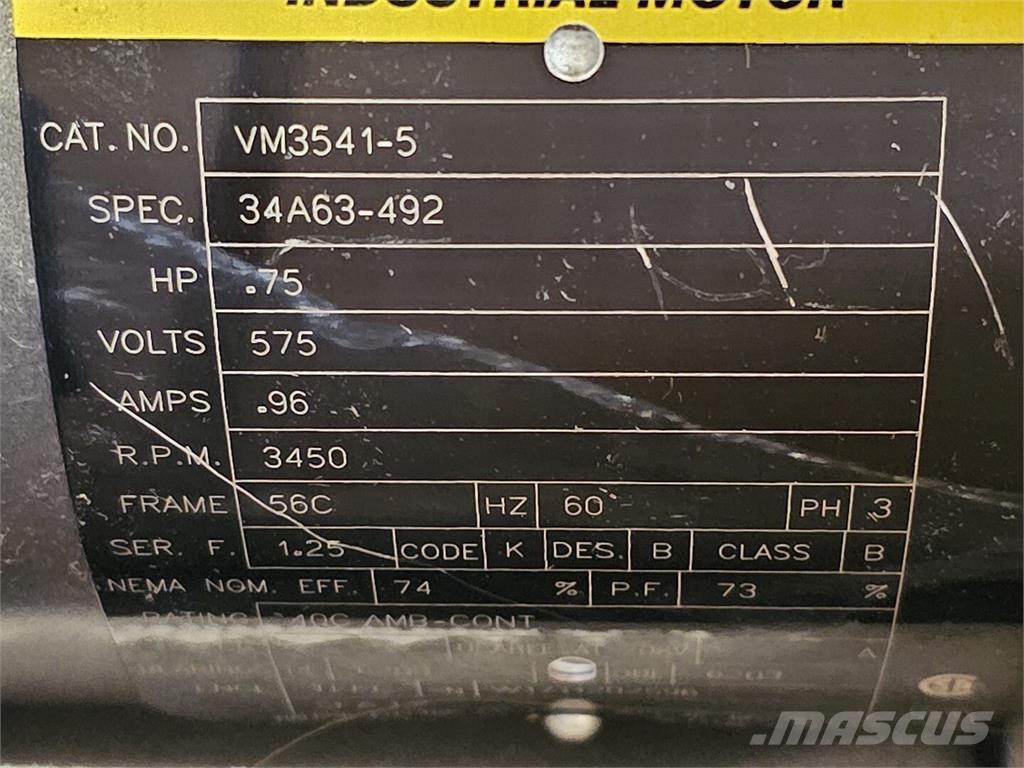 INDUSTRIAL MOTOR
CAT. NO. VM3541-5
SPEC. 34A63-492
HP .75
VOLTS 575
AMPS .96
R.P.M. 3450
FRAME 56C HZ 60 PH 3
SER. F. 1.25 CODE K DES. B CLASS B
NEMA NOM. EFF. 74 % P.F. 73 %
RATING 40C AMB-CONT
MASCUS